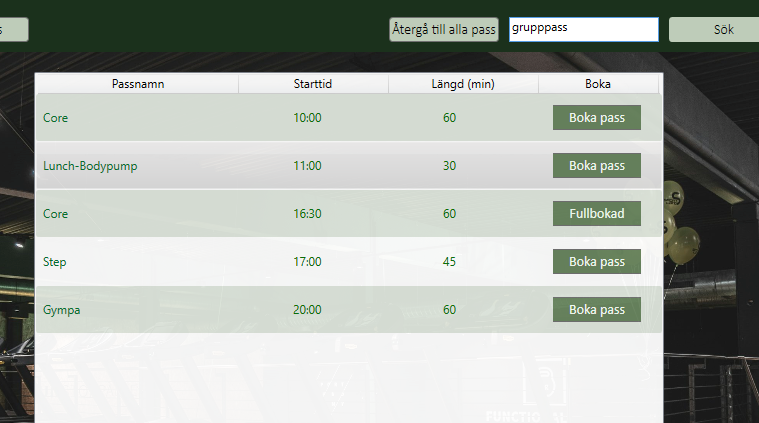 Återgå till alla pass grupppass Sök
Passnamn Starttid Längd (min) Boka
Core 10:00 60 Boka pass
Lunch-Bodypump 11:00 30 Boka pass
Core 16:30 60 Fullbokad
Step 17:00 45 Boka pass
Gympa 20:00 60 Boka pass